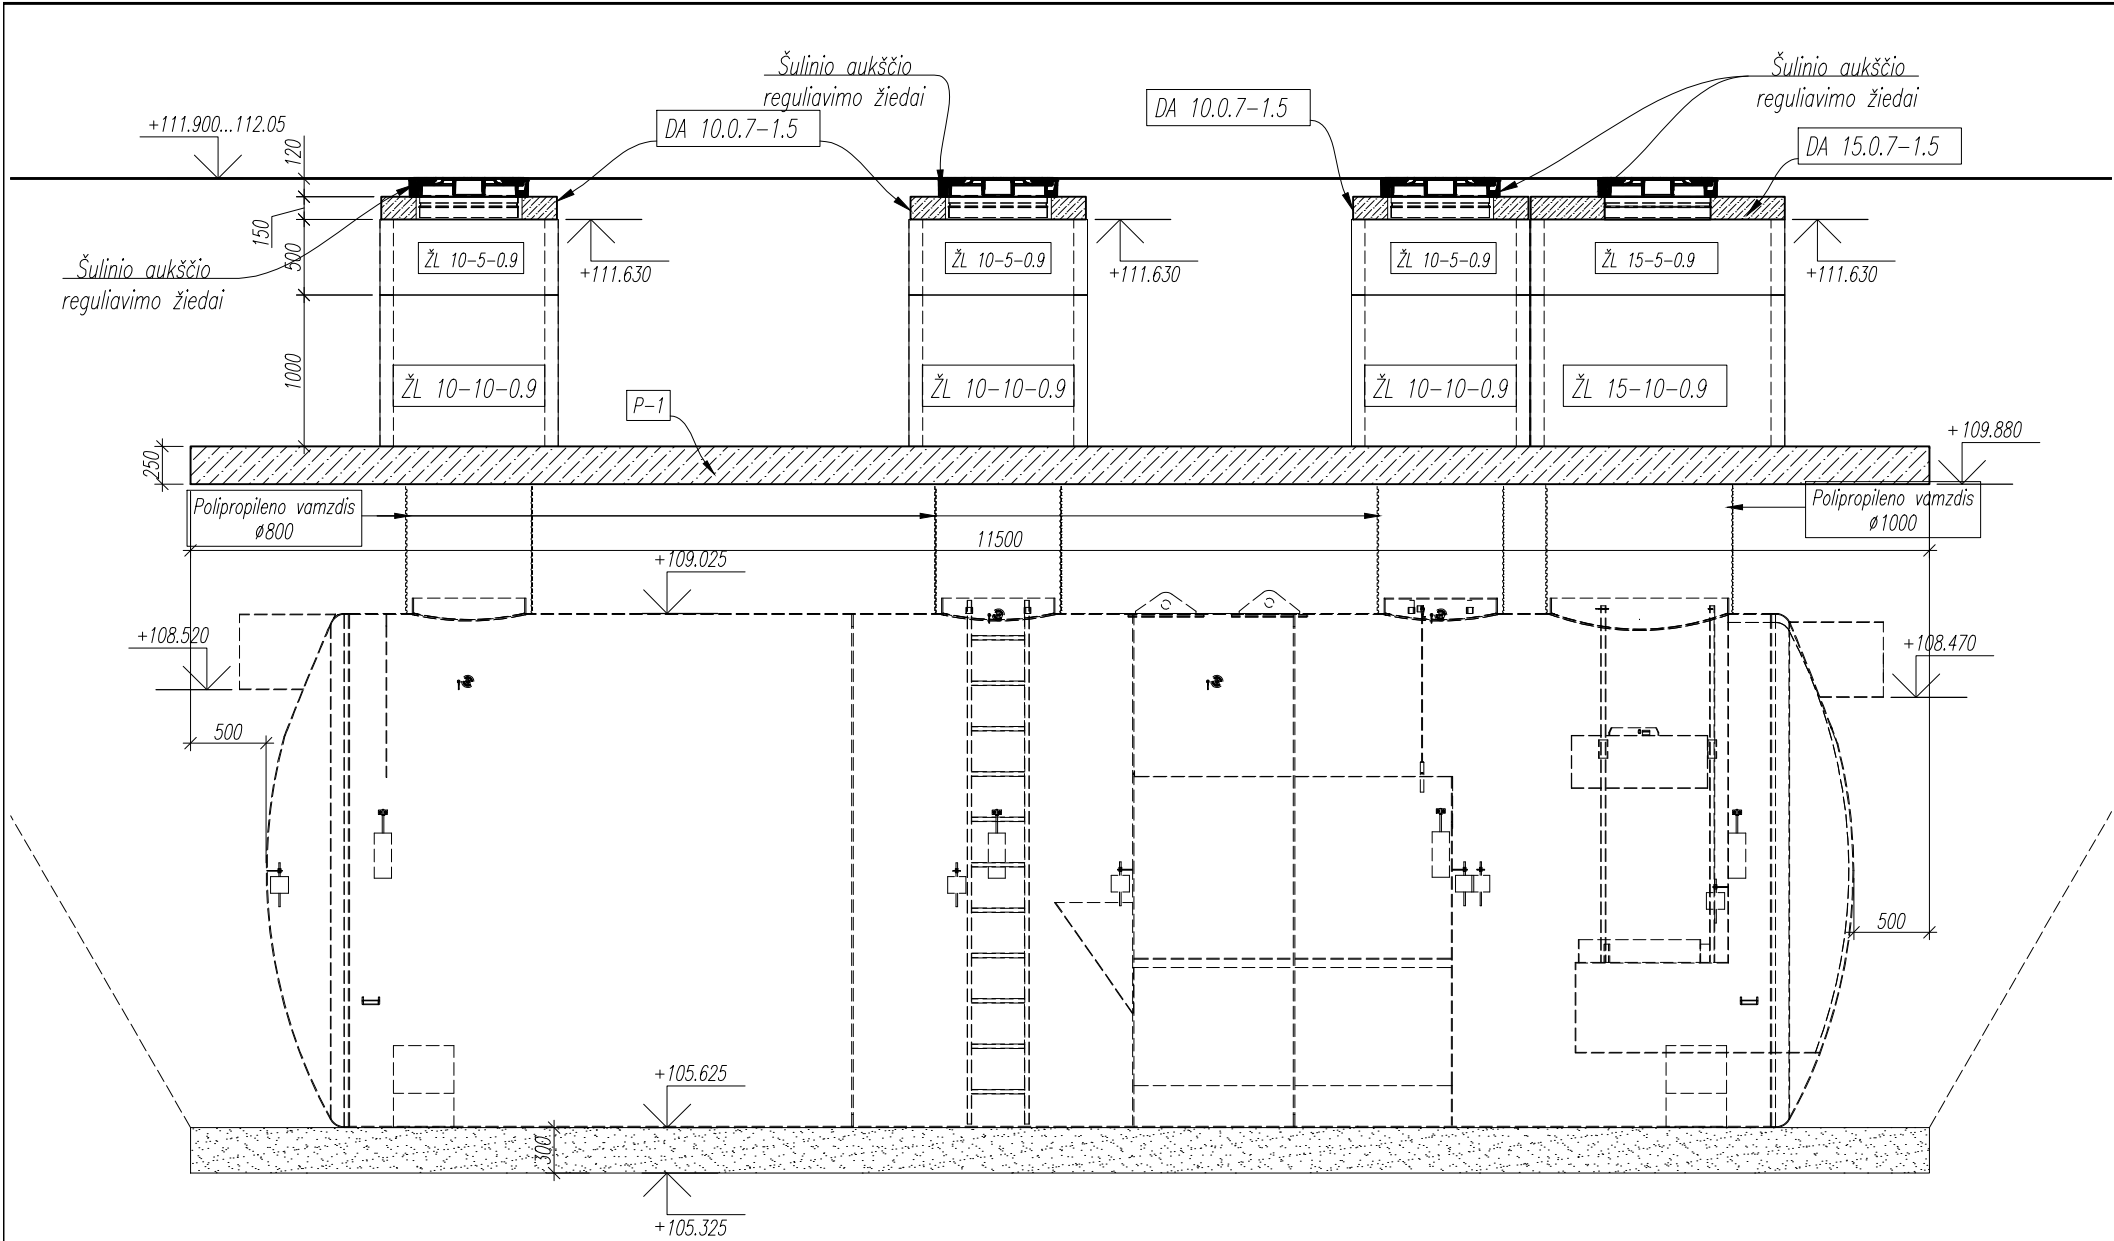 Šulinio aukščio
reguliavimo žiedai
Šulinio aukščio
reguliavimo žiedai
DA 10.0.7-1.5
DA 10.0.7-1.5
DA 15.0.7-1.5
+111.900...112.05
120
150
500
1000
250
Šulinio aukščio
reguliavimo žiedai
ŽL 10-5-0.9
+111.630
ŽL 10-5-0.9
+111.630
ŽL 10-5-0.9
ŽL 15-5-0.9
+111.630
ŽL 10-10-0.9
P-1
ŽL 10-10-0.9
ŽL 10-10-0.9
ŽL 15-10-0.9
+109.880
Polipropileno vamzdis
ø800
Polipropileno vamzdis
ø1000
11500
+109.025
+108.520
+108.470
500
500
+105.625
300
+105.325